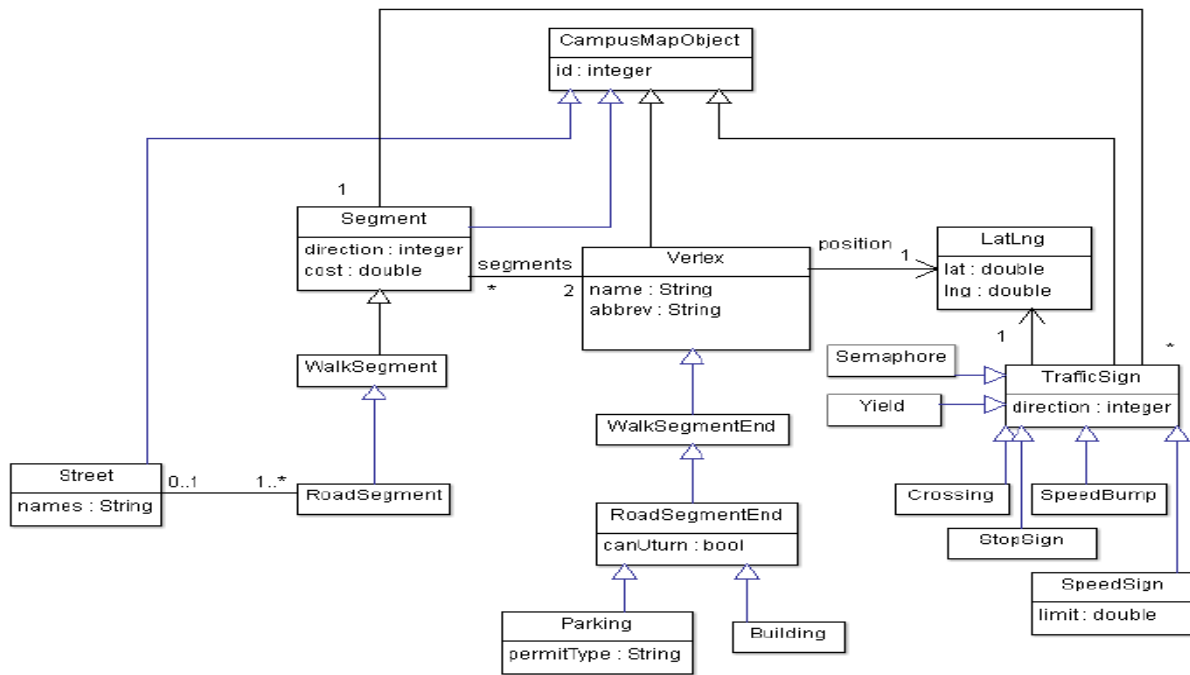 CampusMapObject
id : integer
1
Segment
direction : integer
cost : double
segments
*
2
Vertex
name : String
abbrev : String
position
1
LatLng
lat : double
lng : double
1
*
WalkSegment
Semaphore
Yield
TrafficSign
direction : integer
WalkSegmentEnd
Street
names : String
0..1
1..*
RoadSegment
RoadSegmentEnd
canUturn : bool
Crossing
SpeedBump
StopSign
SpeedSign
limit : double
Parking
permitType : String
Building